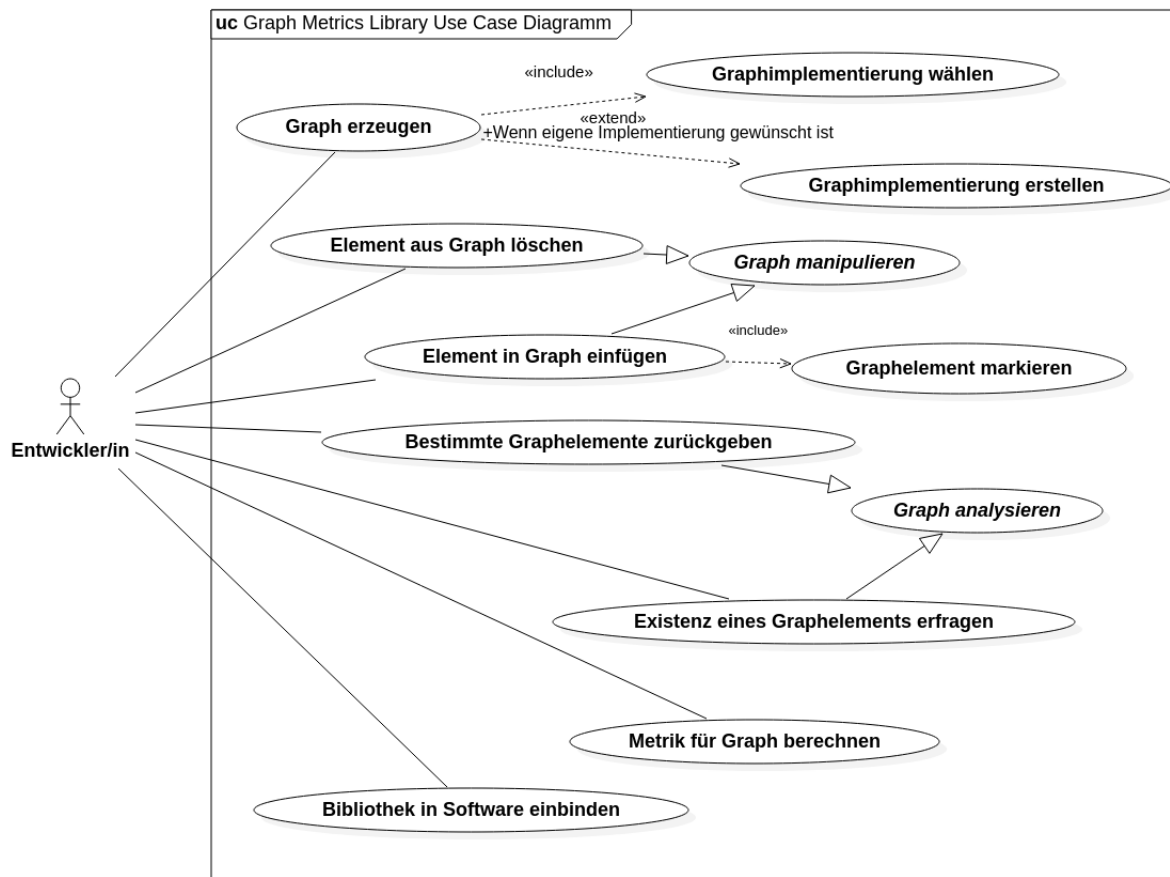 uc Graph Metrics Library Use Case Diagramm
«include»
Graphimplementierung wählen
Graph erzeugen
«extend»
+Wenn eigene Implementierung gewünscht ist
Graphimplementierung erstellen
Element aus Graph löschen
Graph manipulieren
«include»
Element in Graph einfügen
Graphelement markieren
Entwickler/in
Bestimmte Graphelemente zurückgeben
Graph analysieren
Existenz eines Graphelements erfragen
Metrik für Graph berechnen
Bibliothek in Software einbinden